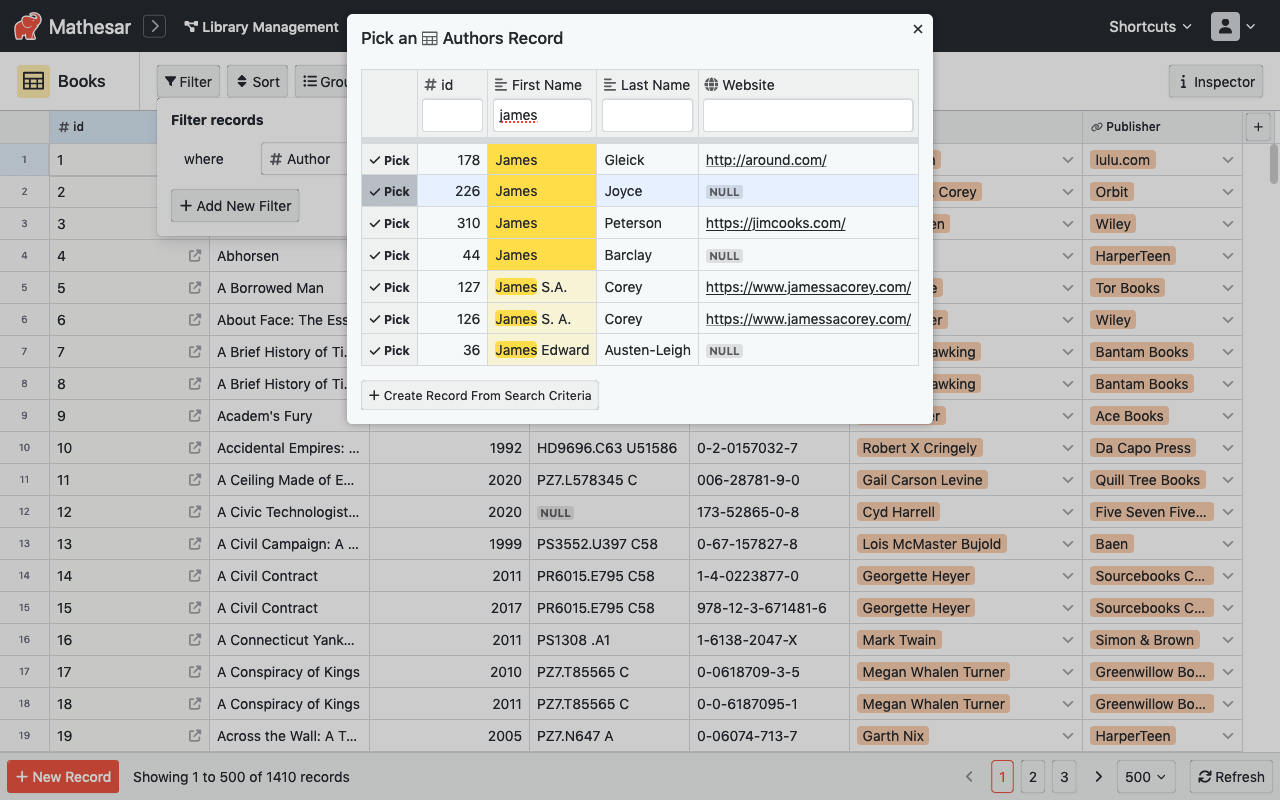 Mathesar
Library Management
Shortcuts
Books
Filter
Sort
Grou
Inspector
Filter records
where
# Author
+ Add New Filter
Pick an Authors Record
# id First Name Last Name Website
james
Pick 178 James Gleick http://around.com/
Pick 226 James Joyce NULL
Pick 310 James Peterson https://jimcooks.com/
Pick 44 James Barclay NULL
Pick 127 James S.A. Corey https://www.jamessacorey.com/
Pick 126 James S. A. Corey https://www.jamessacorey.com/
Pick 36 James Edward Austen-Leigh NULL
+ Create Record From Search Criteria
# id Publisher +
1 1 lulu.com
2 2 Corey Orbit
3 3 Wiley
4 4 Abhorsen HarperTeen
5 5 A Borrowed Man Tor Books
6 6 About Face: The Ess Wiley
7 7 A Brief History of Ti... awking Bantam Books
8 8 A Brief History of Ti... awking Bantam Books
9 9 Academ's Fury Ace Books
10 10 Accidental Empires: ... 1992 HD9696.C63 U51586 0-2-0157032-7 Robert X Cringely Da Capo Press
11 11 A Ceiling Made of E... 2020 PZ7.L578345 C 006-28781-9-0 Gail Carson Levine Quill Tree Books
12 12 A Civic Technologist... 2020 NULL 173-52865-0-8 Cyd Harrell Five Seven Five...
13 13 A Civil Campaign: A ... 1999 PS3552.U397 C58 0-67-157827-8 Lois McMaster Bujold Baen
14 14 A Civil Contract 2011 PR6015.E795 C58 1-4-0223877-0 Georgette Heyer Sourcebooks C...
15 15 A Civil Contract 2017 PR6015.E795 C58 978-12-3-671481-6 Georgette Heyer Sourcebooks C...
16 16 A Connecticut Yank... 2011 PS1308 .A1 1-6138-2047-X Mark Twain Simon & Brown
17 17 A Conspiracy of Kings 2010 PZ7.T85565 C 0-0618709-3-5 Megan Whalen Turner Greenwillow Bo...
18 18 A Conspiracy of Kings 2011 PZ7.T85565 C 0-0-6187095-1 Megan Whalen Turner Greenwillow Bo...
19 19 Across the Wall: A T... 2005 PZ7.N647 A 0-06074-713-7 Garth Nix HarperTeen
+ New Record
Showing 1 to 500 of 1410 records
1 2 3
500
Refresh